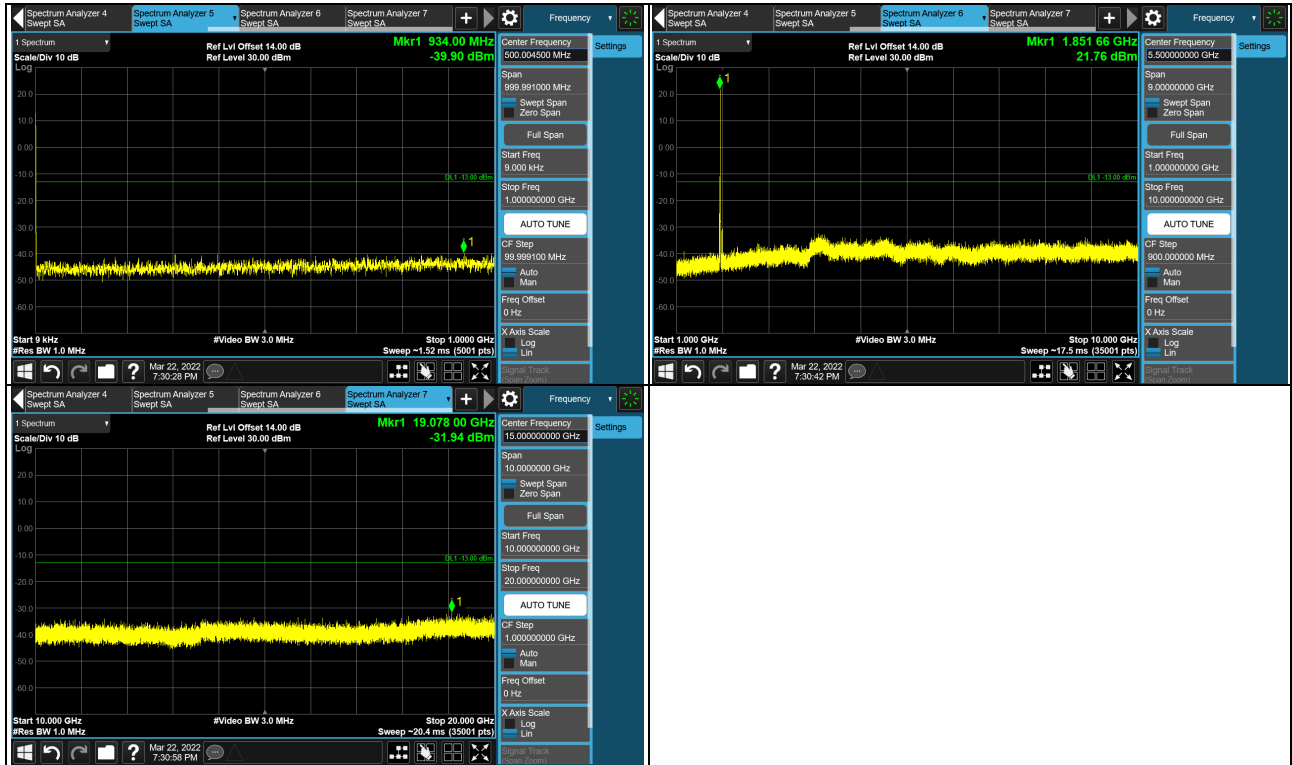 Spectrum Analyzer 4
Swept SA
Spectrum Analyzer 5
Swept SA
Spectrum Analyzer 6
Swept SA
Spectrum Analyzer 7
Swept SA
+
Frequency
1 Spectrum
Scale/Div 10 dB
Log
Ref Lvl Offset 14.00 dB
Ref Level 30.00 dBm
Mkr1 934.00 MHz
-39.90 dBm
20.0
10.0
0.00
-10.0
-20.0
-30.0
-40.0
-50.0
-60.0
DL1 -13.00 dBm
1
Start 9 kHz
#Res BW 1.0 MHz
#Video BW 3.0 MHz
Stop 1.0000 GHz
Sweep ~1.52 ms (5001 pts)
Center Frequency
500.004500 MHz
Settings
Span
999.991000 MHz
Swept Span
Zero Span
Full Span
Start Freq
9.000 kHz
Stop Freq
1.000000000 GHz
AUTO TUNE
CF Step
99.999100 MHz
Auto
Man
Freq Offset
0 Hz
X Axis Scale
Log
Lin
Signal Track
(Span Zoom)
?
Mar 22, 2022
7:30:28 PM
Spectrum Analyzer 4
Swept SA
Spectrum Analyzer 5
Swept SA
Spectrum Analyzer 6
Swept SA
Spectrum Analyzer 7
Swept SA
+
Frequency
1 Spectrum
Scale/Div 10 dB
Log
Ref Lvl Offset 14.00 dB
Ref Level 30.00 dBm
Mkr1 1.851 66 GHz
21.76 dBm
1
20.0
10.0
0.00
-10.0
-20.0
-30.0
-40.0
-50.0
-60.0
DL1 -13.00 dBm
Start 1.000 GHz
#Res BW 1.0 MHz
#Video BW 3.0 MHz
Stop 10.000 GHz
Sweep ~17.5 ms (35001 pts)
Center Frequency
5.500000000 GHz
Settings
Span
9.00000000 GHz
Swept Span
Zero Span
Full Span
Start Freq
1.000000000 GHz
Stop Freq
10.000000000 GHz
AUTO TUNE
CF Step
900.000000 MHz
Auto
Man
Freq Offset
0 Hz
X Axis Scale
Log
Lin
Signal Track
(Span Zoom)
?
Mar 22, 2022
7:30:42 PM
Spectrum Analyzer 4
Swept SA
Spectrum Analyzer 5
Swept SA
Spectrum Analyzer 6
Swept SA
Spectrum Analyzer 7
Swept SA
+
Frequency
1 Spectrum
Scale/Div 10 dB
Log
Ref Lvl Offset 14.00 dB
Ref Level 30.00 dBm
Mkr1 19.078 00 GHz
-31.94 dBm
20.0
10.0
0.00
-10.0
-20.0
-30.0
-40.0
-50.0
-60.0
DL1 -13.00 dBm
1
Start 10.000 GHz
#Res BW 1.0 MHz
#Video BW 3.0 MHz
Stop 20.000 GHz
Sweep ~20.4 ms (35001 pts)
Center Frequency
15.000000000 GHz
Settings
Span
10.0000000 GHz
Swept Span
Zero Span
Full Span
Start Freq
10.000000000 GHz
Stop Freq
20.000000000 GHz
AUTO TUNE
CF Step
1.000000000 GHz
Auto
Man
Freq Offset
0 Hz
X Axis Scale
Log
Lin
Signal Track
(Span Zoom)
?
Mar 22, 2022
7:30:58 PM